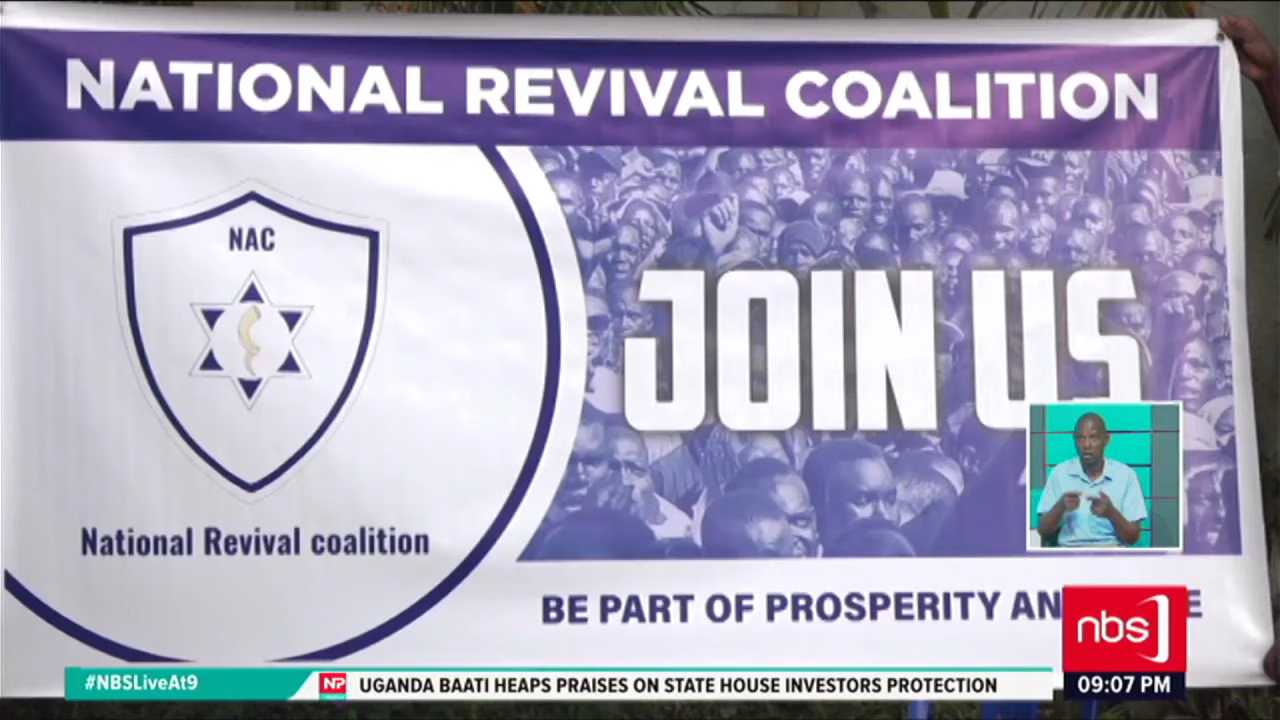 NATIONAL REVIVAL COALITION
NAC
National Revival coalition
JOIN US
BE PART OF PROSPERITY
nbs
#NBSLiveAt9
NP
UGANDA BAATI HEAPS PRAISES ON STATE HOUSE INVESTORS PROTECTION
09:07 PM